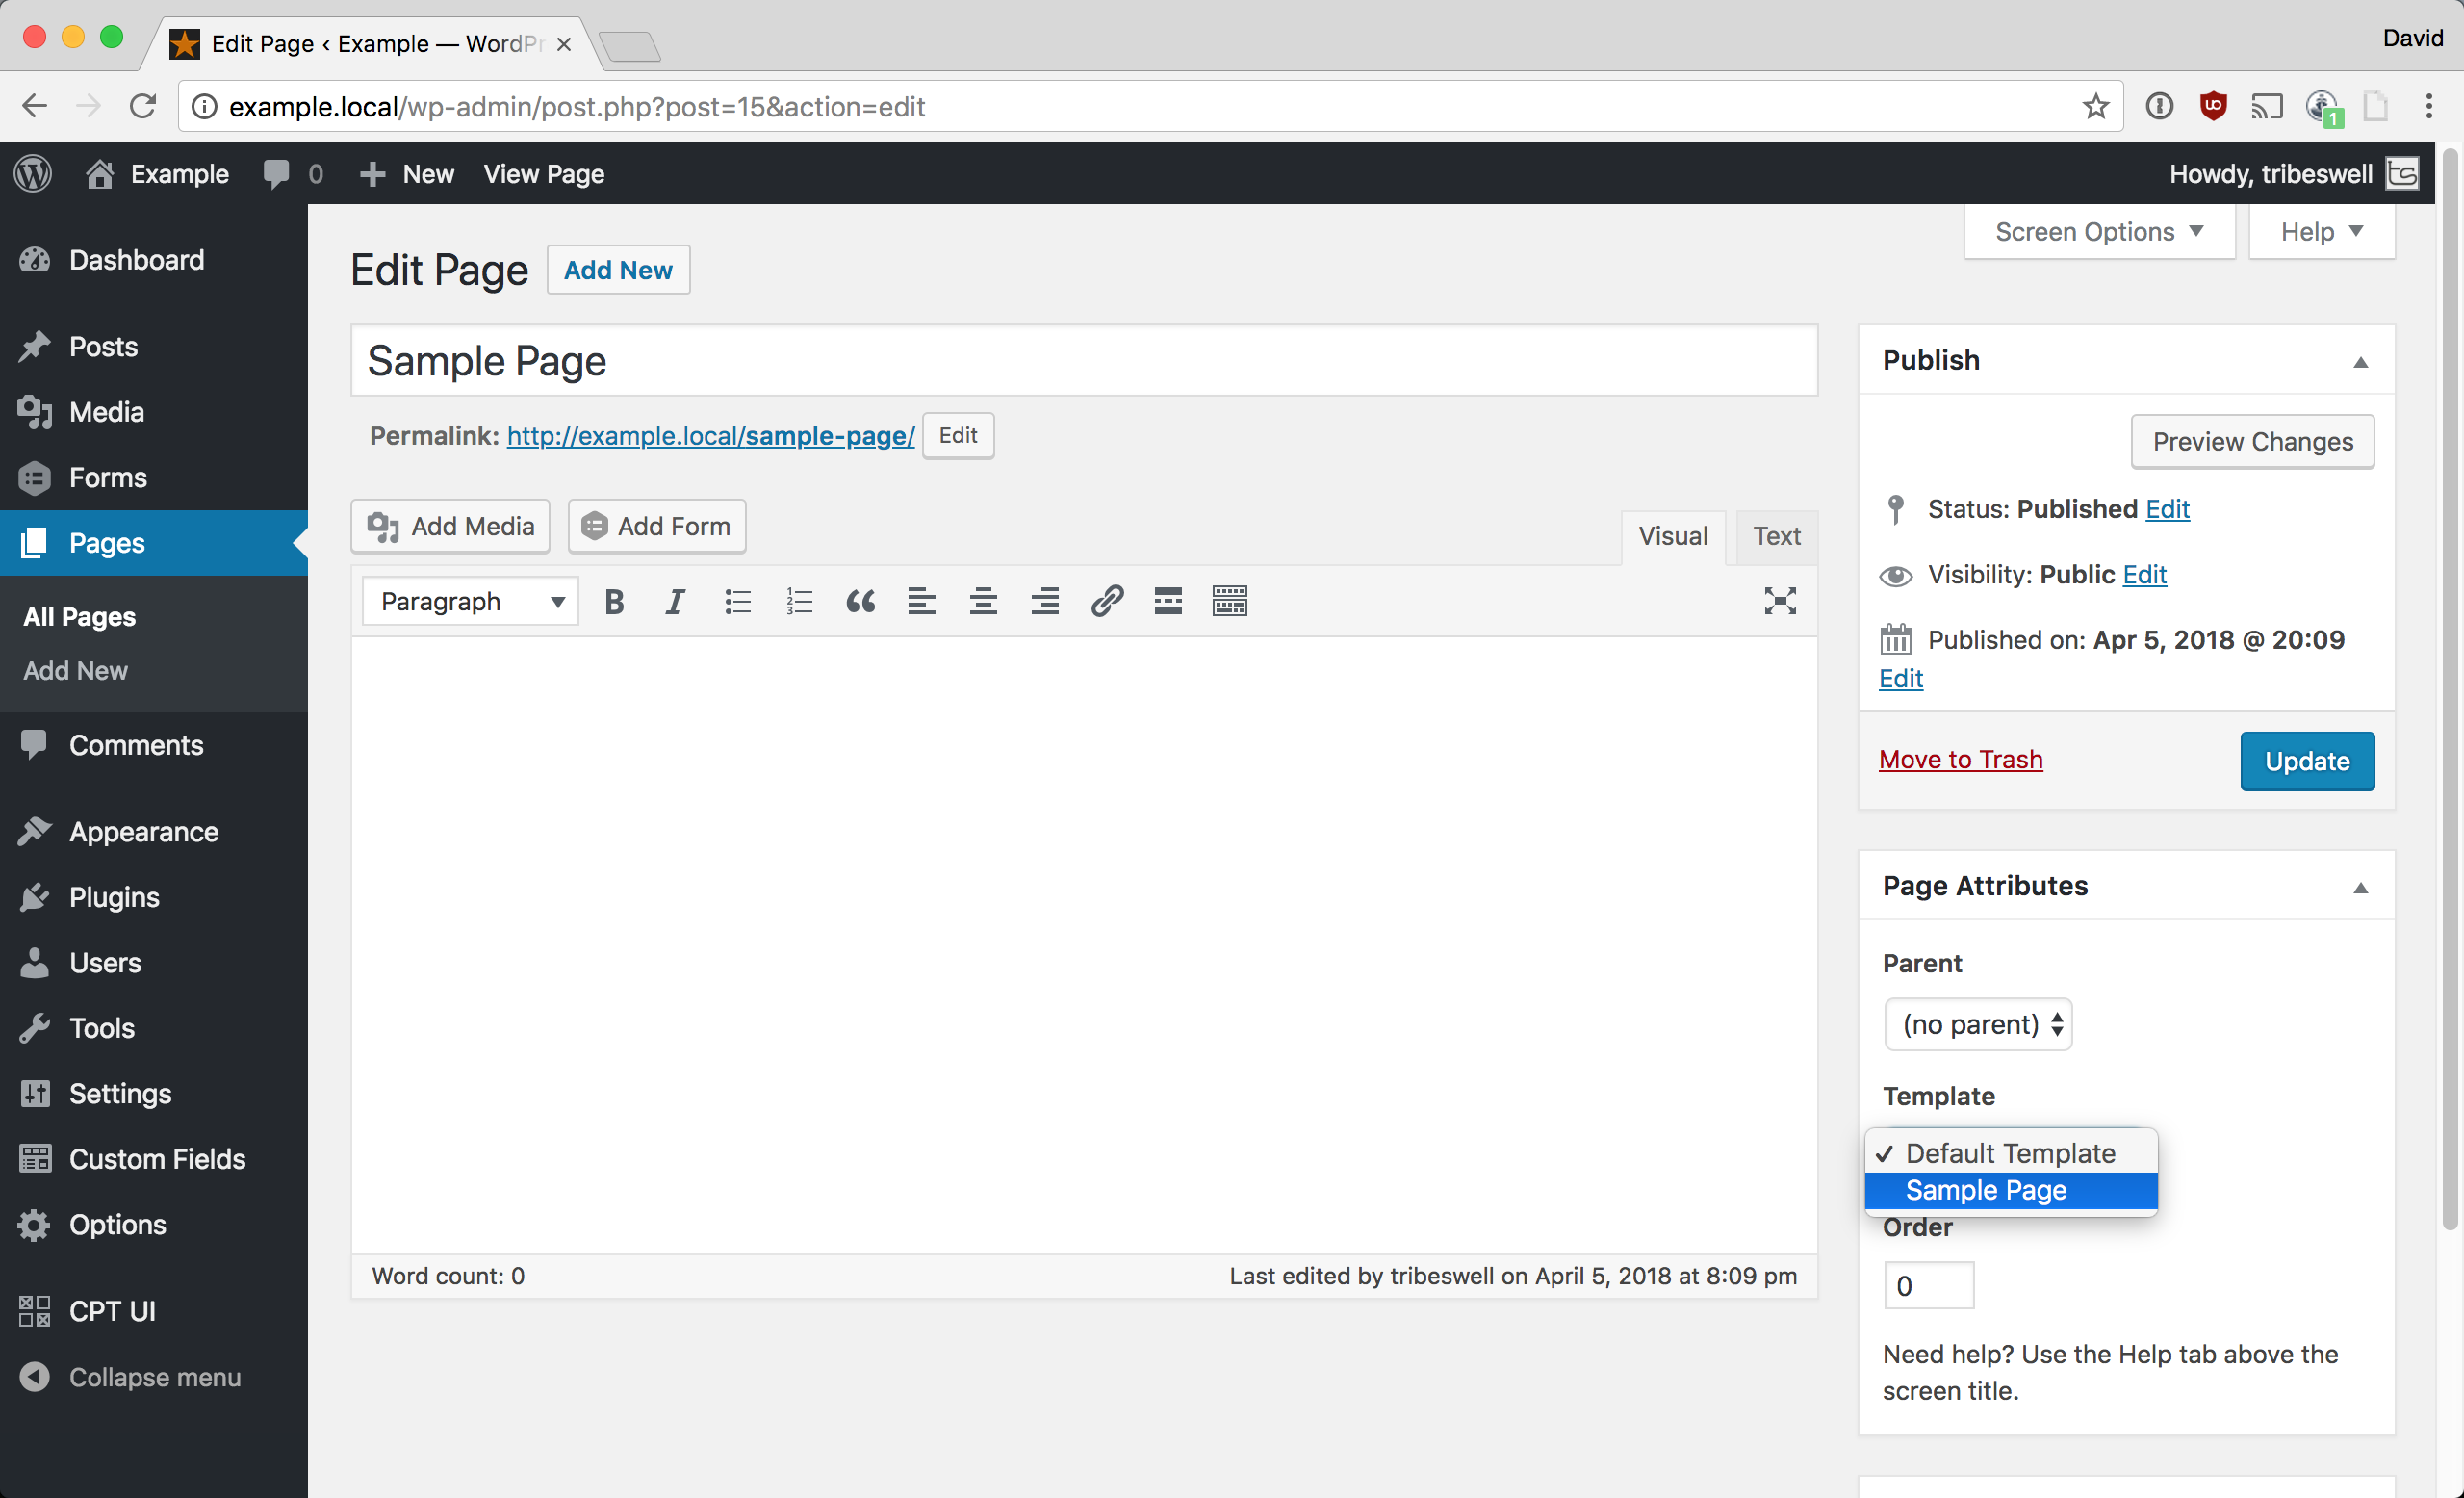 Edit Page ‹ Example — WordPr
David
example.local/wp-admin/post.php?post=15&action=edit
1
Example 0 New View Page
Howdy, tribeswell
Screen Options
Help
Dashboard
Posts
Media
Forms
Pages
All Pages
Add New
Comments
Appearance
Plugins
Users
Tools
Settings
Custom Fields
Options
CPT UI
Collapse menu
Edit Page Add New
Sample Page
Permalink: http://example.local/sample-page/ Edit
Add Media Add Form
Visual Text
Paragraph
Word count: 0
Last edited by tribeswell on April 5, 2018 at 8:09 pm
Publish
Preview Changes
Status: Published Edit
Visibility: Public Edit
Published on: Apr 5, 2018 @ 20:09
Edit
Move to Trash Update
Page Attributes
Parent
(no parent)
Template
✓ Default Template
Sample Page
Order
0
Need help? Use the Help tab above the
screen title.